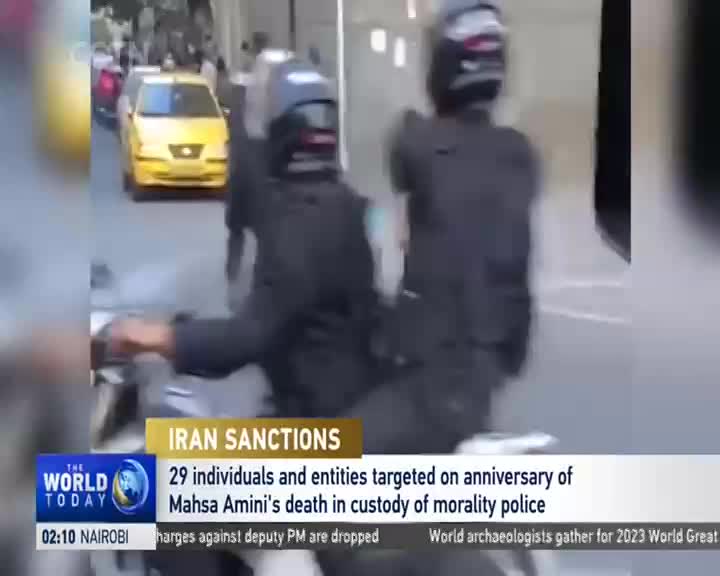 CGTN
IRAN SANCTIONS
29 individuals and entities targeted on anniversary of
Mahsa Amini's death in custody of morality police
THE
WORLD
TODAY
02:10 NAIROBI
harges against deputy PM are dropped World archaeologists gather for 2023 World Great